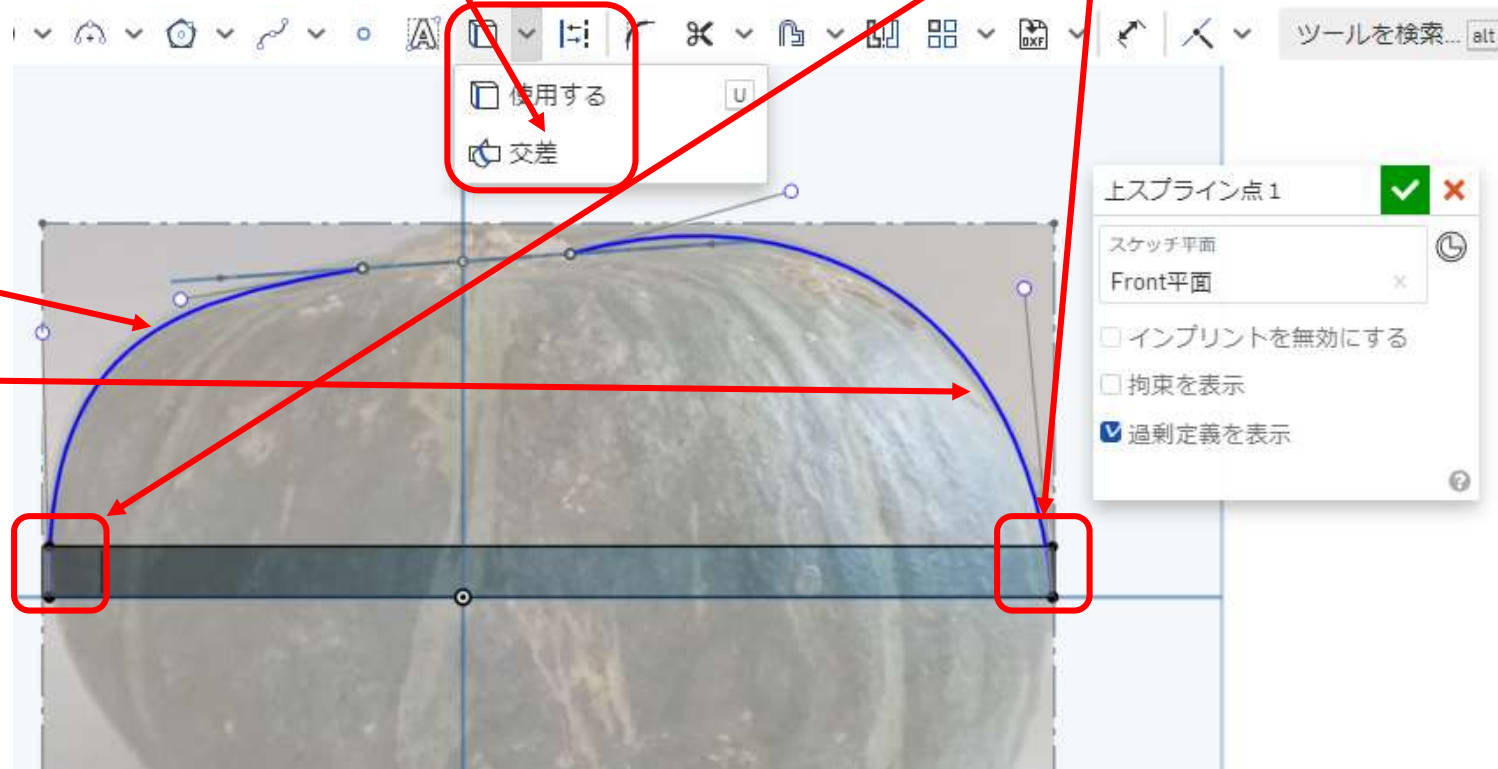 A
DXF
ツールを検索... alt
使用する U
交差
上スプライン点 1
スケッチ平面
Front平面
インプリントを無効にする
拘束を表示
過剰定義を表示